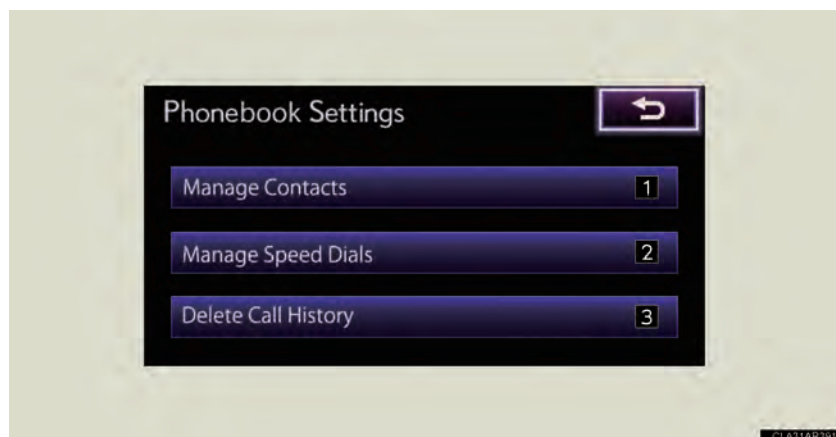 Phonebook Settings
Manage Contacts 1
Manage Speed Dials 2
Delete Call History 3